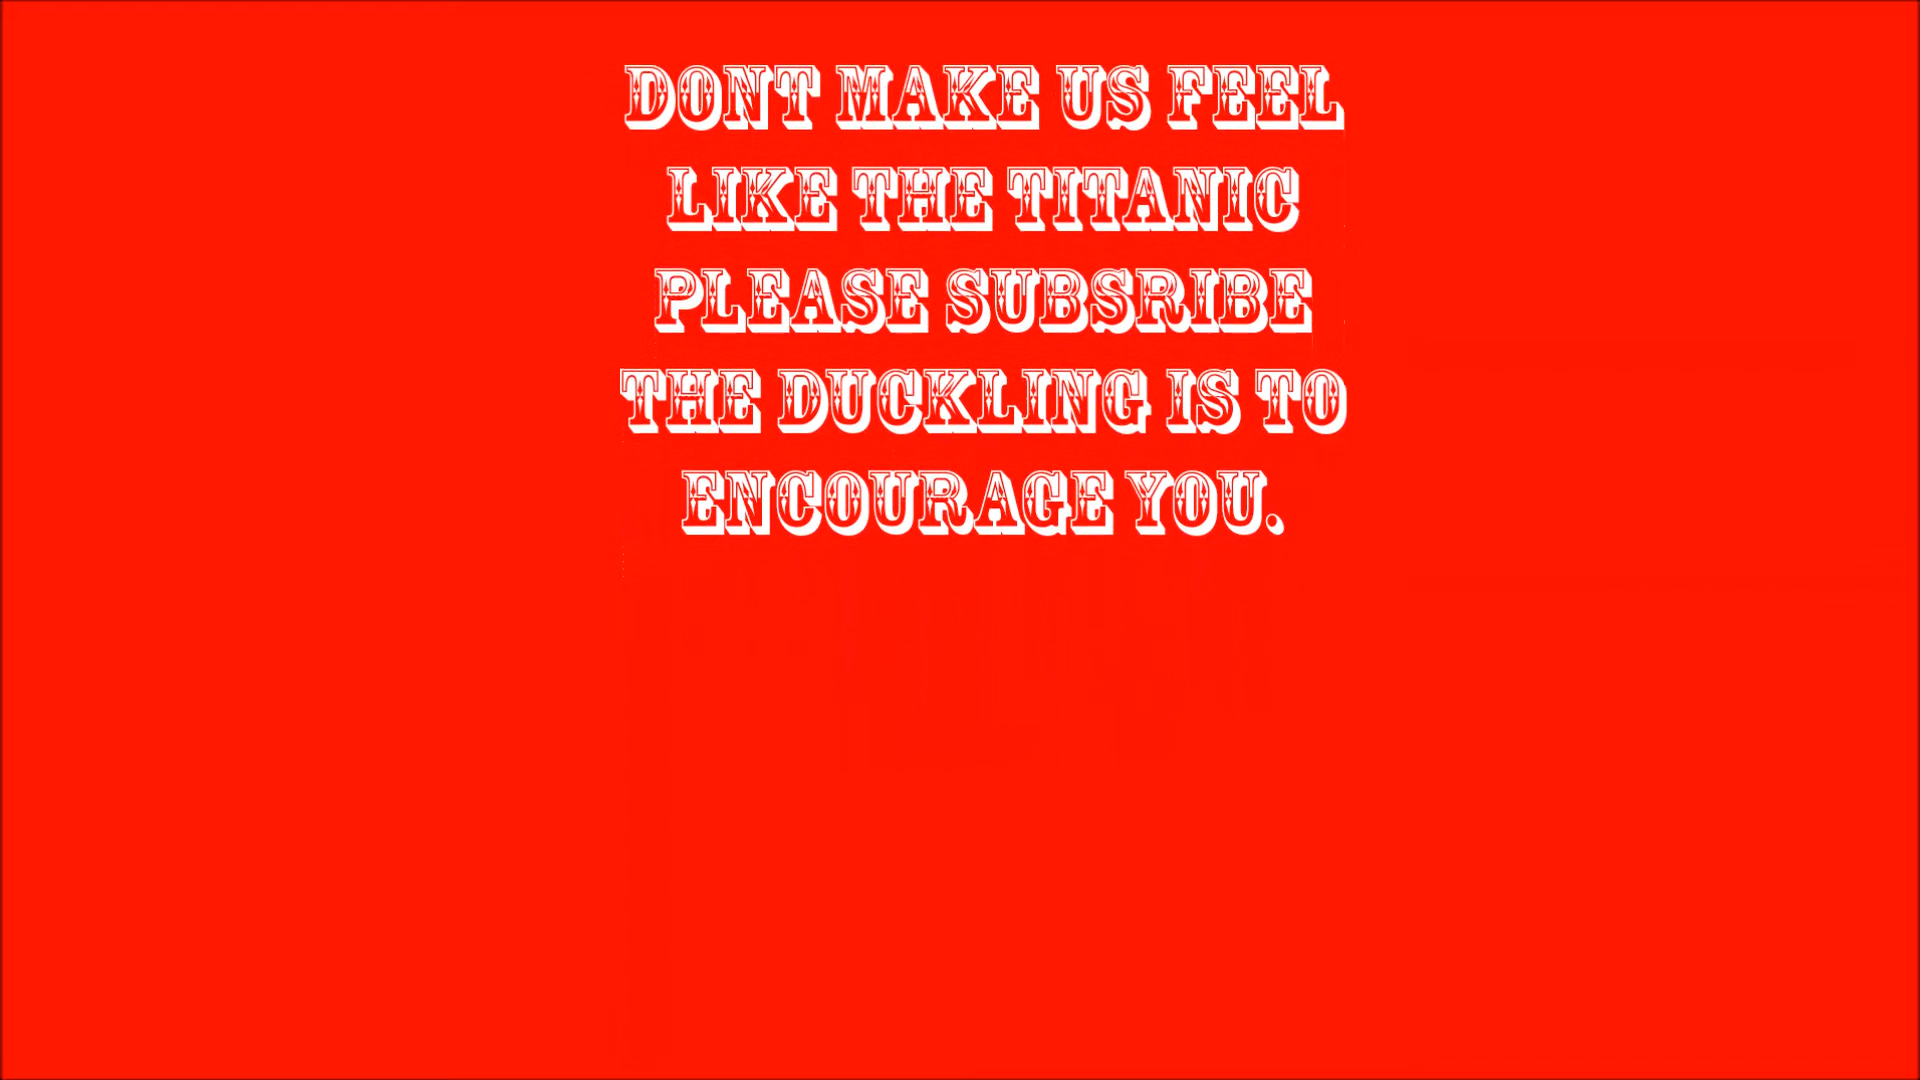 DONT MAKE US FEEL
LIKE THE TITANIC
PLEASE SUBSRIBE
THE DUCKLING IS TO
ENCOURAGE YOU.